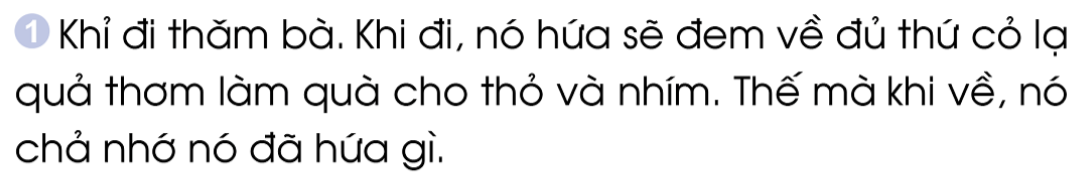 1 Khỉ đi thăm bà. Khi đi, nó hứa sẽ đem về đủ thứ cỏ lạ
quả thơm làm quà cho thỏ và nhím. Thế mà khi về, nó
chả nhớ nó đã hứa gì.